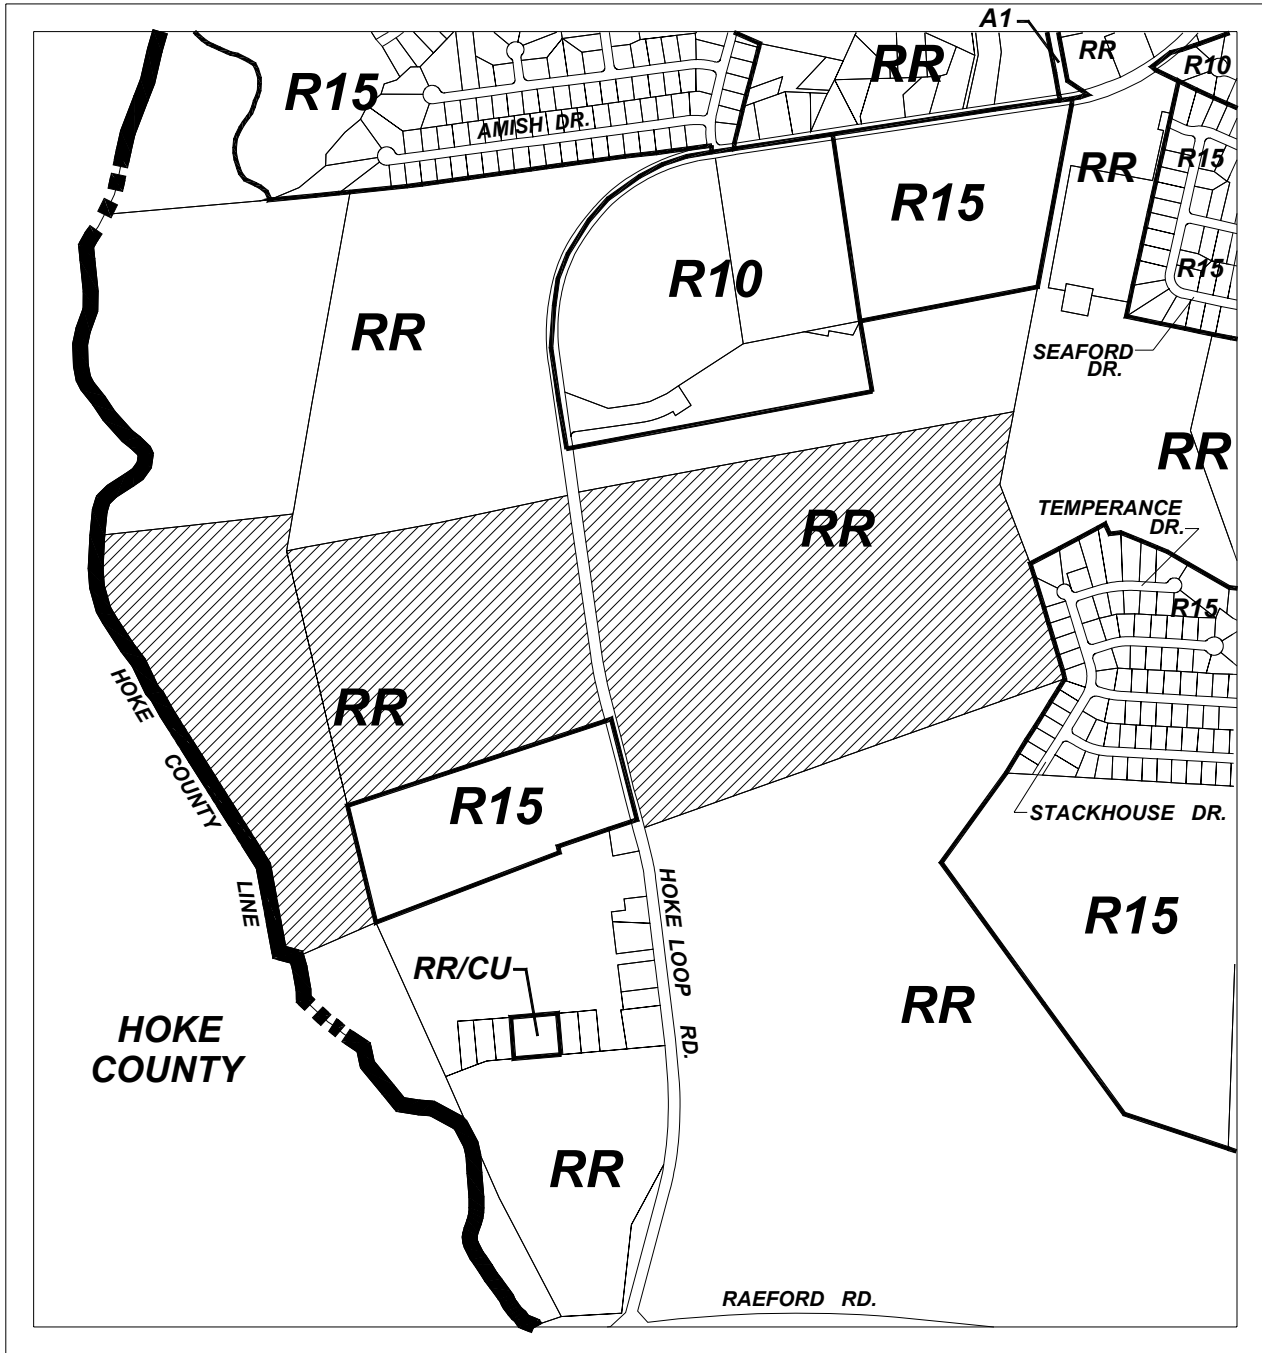 A1
RR
RR
R10
R15
AMISH DR.
RR
R15
R15
R10
R15
RR
SEAFORD
DR.
RR
RR
TEMPERANCE
DR.
R15
HOKE
COUNTY
LINE
RR
R15
STACKHOUSE DR.
HOKE LOOP RD.
R15
RR/CU
RR
HOKE
COUNTY
RR
RAEFORD RD.